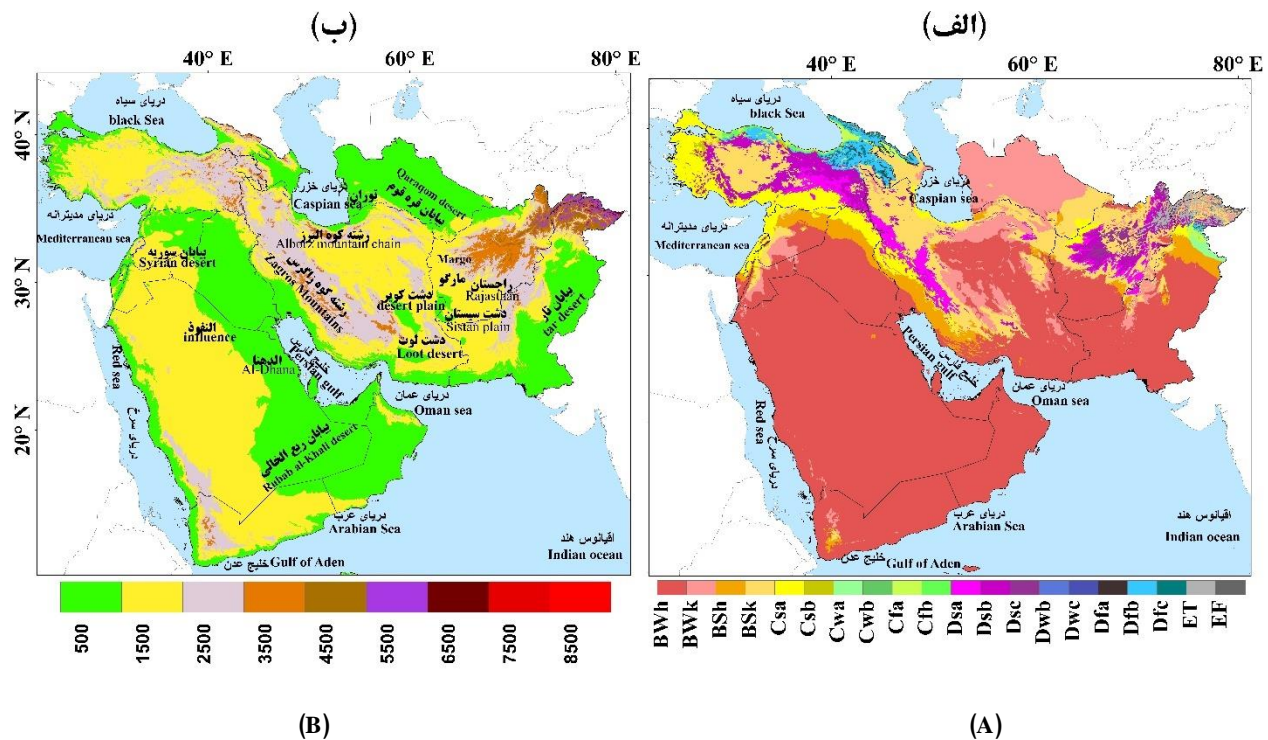 (ب)
40° E
60° E
80° E
40° N
30° N
20° N
دریای سیاه
black Sea
دریای خزر
Caspian sea
توران
بیابان قره قوم
Qaraqom desert
دریای مدیترانه
Mediterranean sea
بیابان سوریه
Syrian desert
رشته کوه البرز
Alborz mountain chain
رشته کوه زاگرس
Zagros Mountains
Margo
مارگو
راجستان
Rajasthan
دشت کویر
desert plain
دشت سیستان
Sistan plain
دشت لوت
Loot desert
بیابان تار
tar desert
النفوذ
influence
الدهنا
Al-Dhana
خلیج فارس
Persian gulf
دریای عمان
Oman sea
Red sea
دریای سرخ
بیابان ربع الخالی
Rubab al-Khali desert
دریای عرب
Arabian Sea
خلیج عدن
Gulf of Aden
اقیانوس هند
Indian ocean
500
1500
2500
3500
4500
5500
6500
7500
8500
(B)
(الف)
40° E
60° E
80° E
دریای سیاه
black Sea
دریای خزر
Caspian sea
دریای مدیترانه
Mediterranean sea
خلیج فارس
Persian gulf
دریای عمان
Oman sea
Red sea
دریای سرخ
دریای عرب
Arabian Sea
خلیج عدن
Gulf of Aden
اقیانوس هند
Indian ocean
BWh
BWk
BSh
BSk
Csa
Csb
Cwa
Cwb
Cfa
Cfb
Dsa
Dsb
Dsc
Dwb
Dwc
Dfa
Dfb
Dfc
ET
EF
(A)